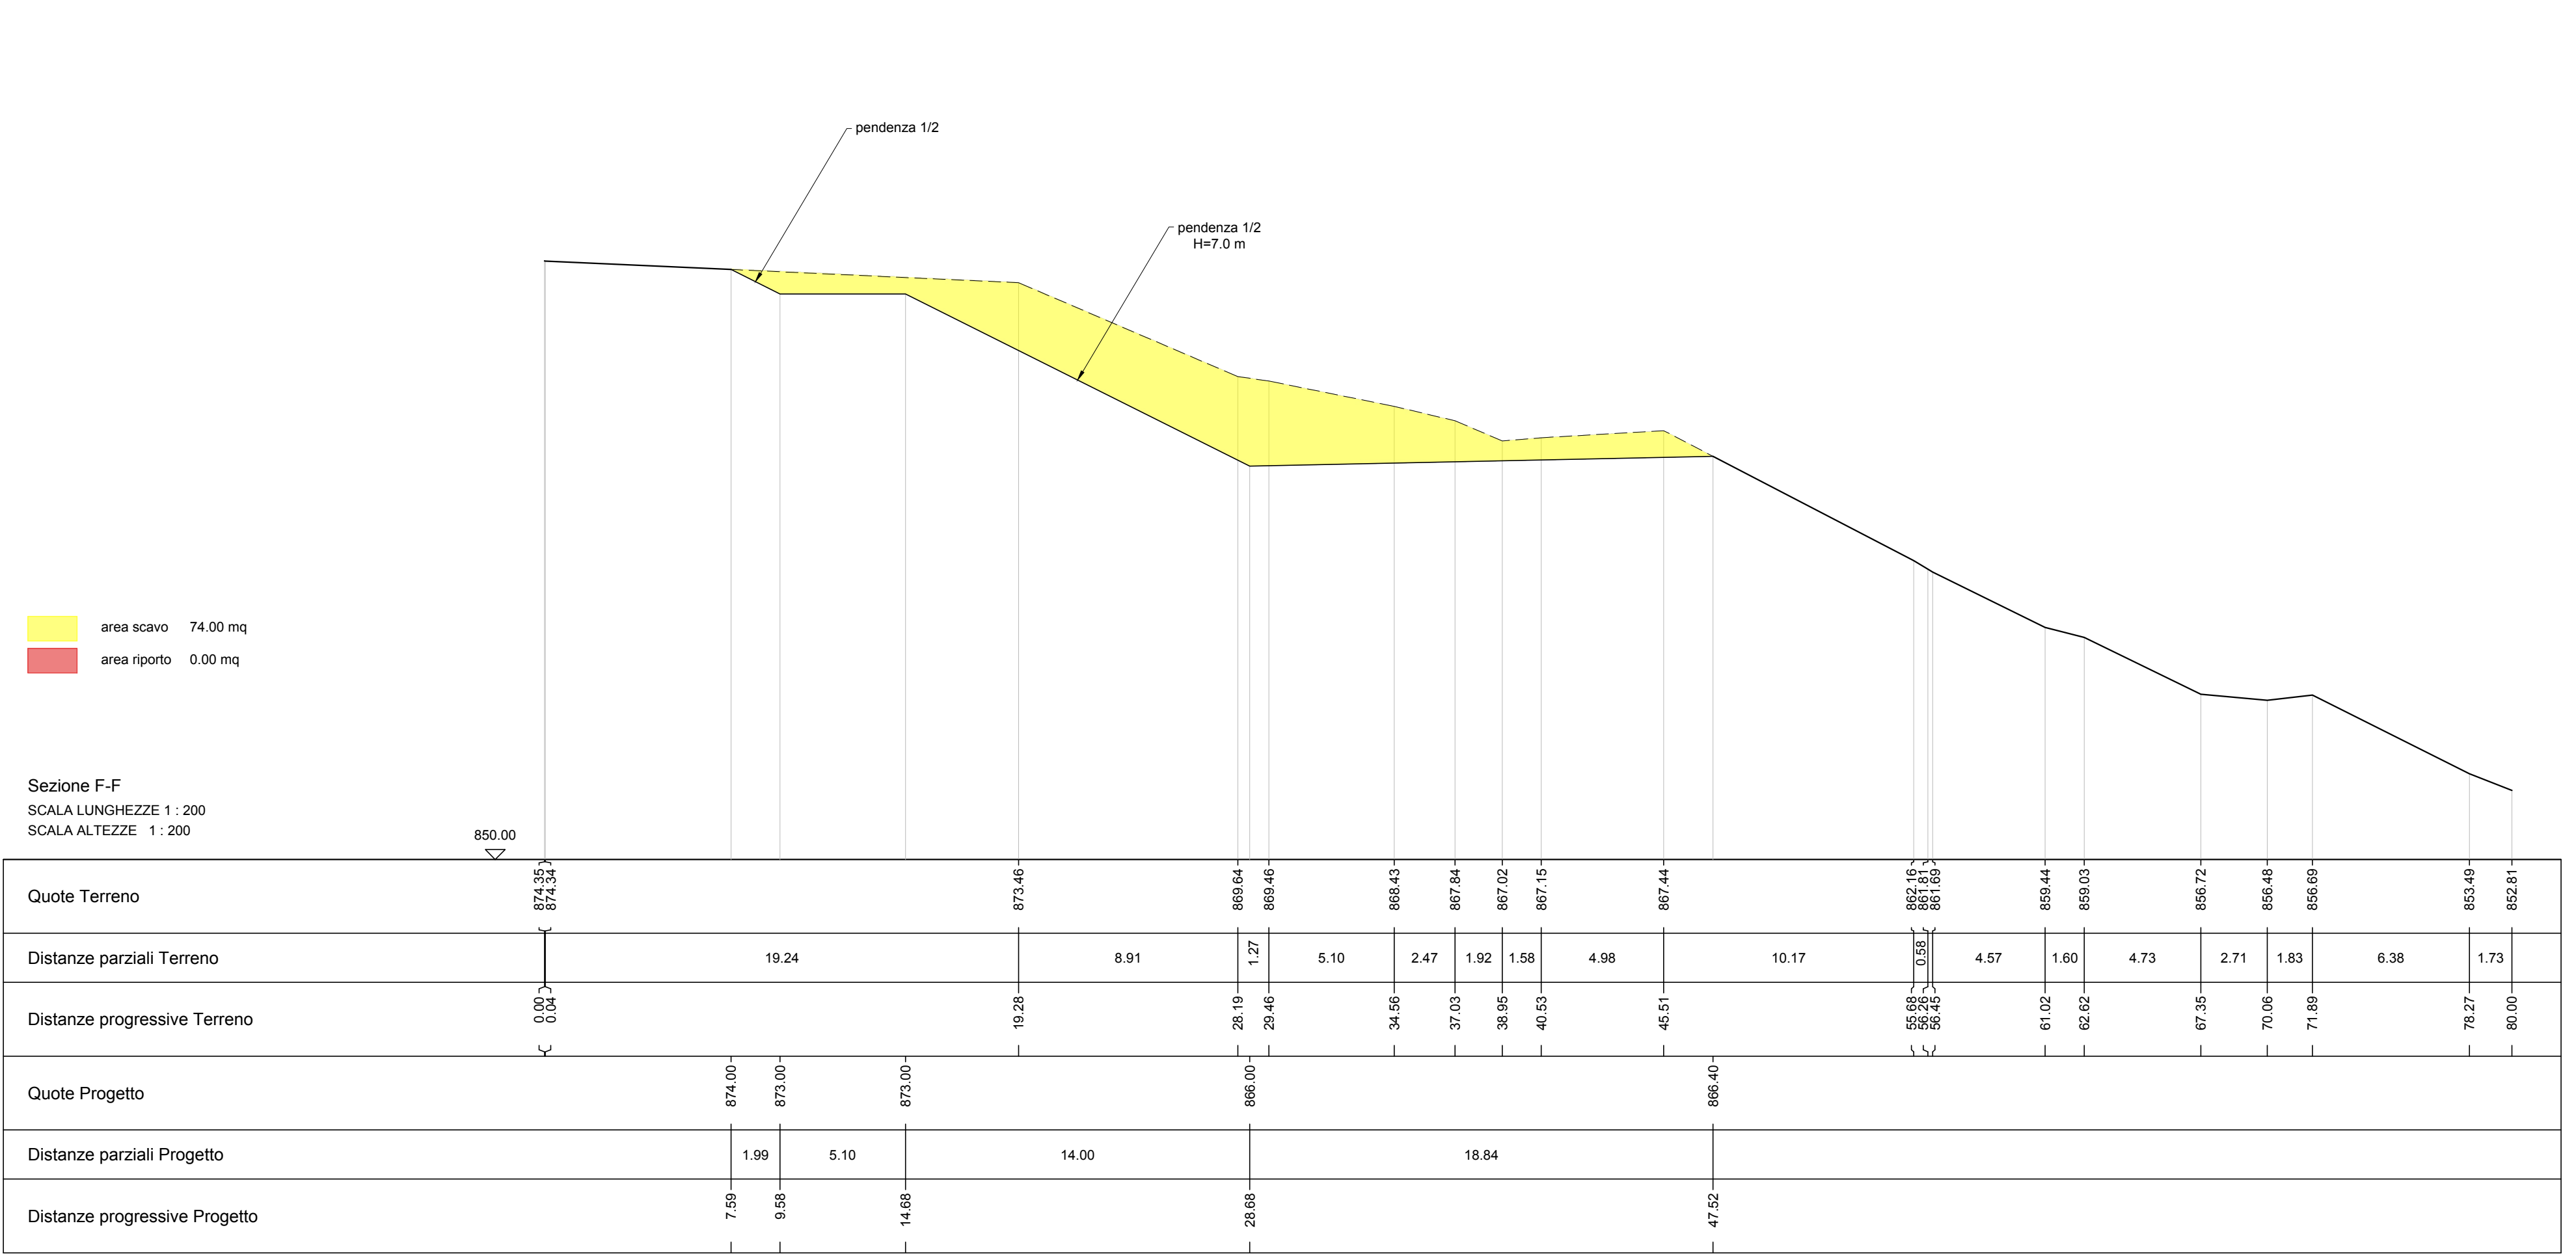 pendenza 1/2
pendenza 1/2
H=7.0 m
area scavo 74.00 mq
area riporto 0.00 mq
Sezione F-F
SCALA LUNGHEZZE 1 : 200
SCALA ALTEZZE 1 : 200
850.00
Quote Terreno 874.35 874.34 873.46 869.64 869.46 868.43 867.84 867.02 867.15 867.44 862.16 861.81 861.69 859.44 859.03 856.72 856.48 856.69 853.49 852.81
Distanze parziali Terreno 19.24 8.91 1.27 5.10 2.47 1.92 1.58 4.98 10.17 0.58 4.57 1.60 4.73 2.71 1.83 6.38 1.73
Distanze progressive Terreno 0.00 0.04 19.28 28.19 29.46 34.56 37.03 38.95 40.53 45.51 55.68 56.26 56.45 61.02 62.62 67.35 70.06 71.89 78.27 80.00
Quote Progetto 874.00 873.00 873.00 866.00 866.40
Distanze parziali Progetto 1.99 5.10 14.00 18.84
Distanze progressive Progetto 7.59 9.58 14.68 28.68 47.52